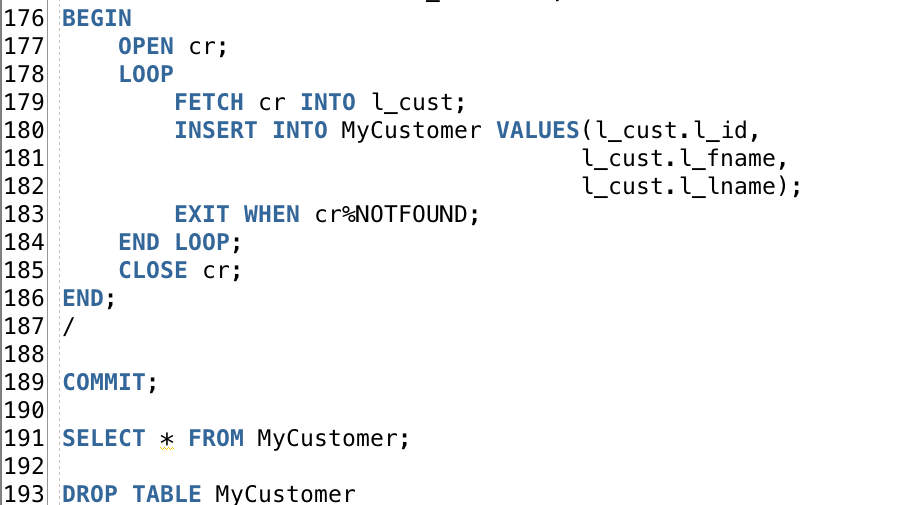 176 BEGIN
177     OPEN cr;
178     LOOP
179         FETCH cr INTO l_cust;
180         INSERT INTO MyCustomer VALUES(l_cust.l_id,
181                                      l_cust.l_fname,
182                                      l_cust.l_lname);
183         EXIT WHEN cr%NOTFOUND;
184     END LOOP;
185     CLOSE cr;
186 END;
187 /
188
189 COMMIT;
190
191 SELECT * FROM MyCustomer;
192
193 DROP TABLE MyCustomer